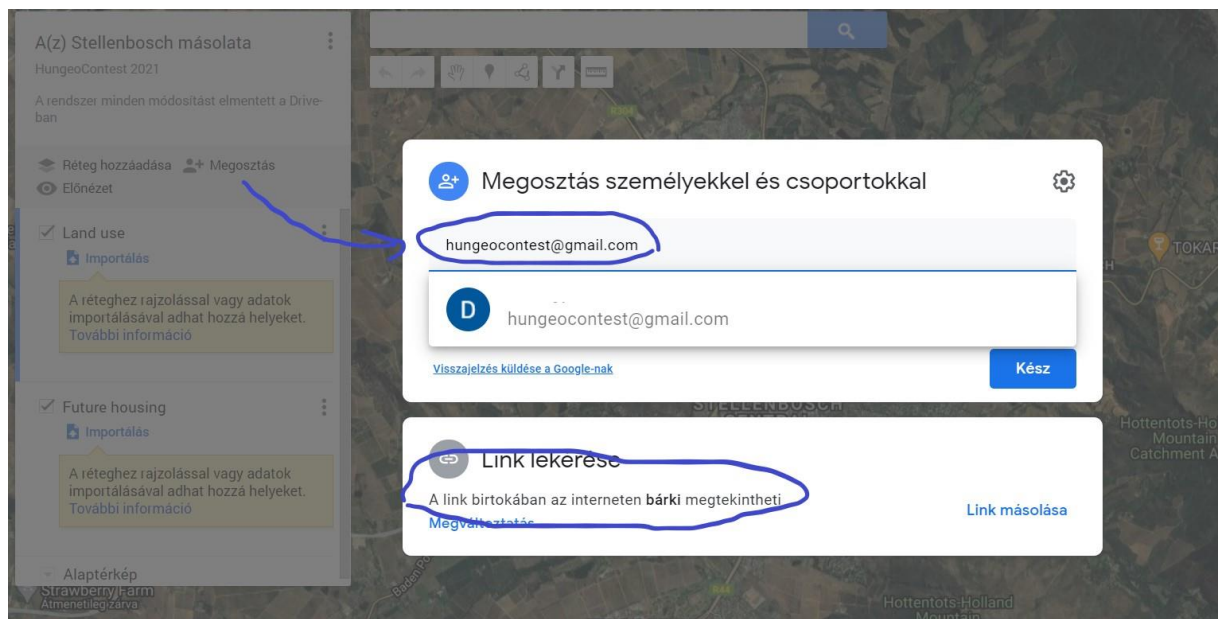 A(z) Stellenbosch másolata
HungeoContest 2021
A rendszer minden módosítást elmentett a Drive-
ban
Réteg hozzáadása Megosztás
Előnézet
Land use
Importálás
A réteghez rajzolással vagy adatok
importálásával adhat hozzá helyeket.
További információ
Future housing
Importálás
A réteghez rajzolással vagy adatok
importálásával adhat hozzá helyeket.
További információ
Alaptérkép
Strawberry Farm
Átmenetileg zárva
Megosztás személyekkel és csoportokkal
hungeocontest@gmail.com
D
hungeocontest@gmail.com
Visszajelzés küldése a Google-nak
Kész
STELLENBOSCH
Link lekérése
A link birtokában az interneten bárki megtekintheti
Megváltoztatás
Link másolása
R304
TOKAR
Hottentots-Ho
Mountain
Catchment A
Baden Po
R44
Hottentots-Holland
Mountain